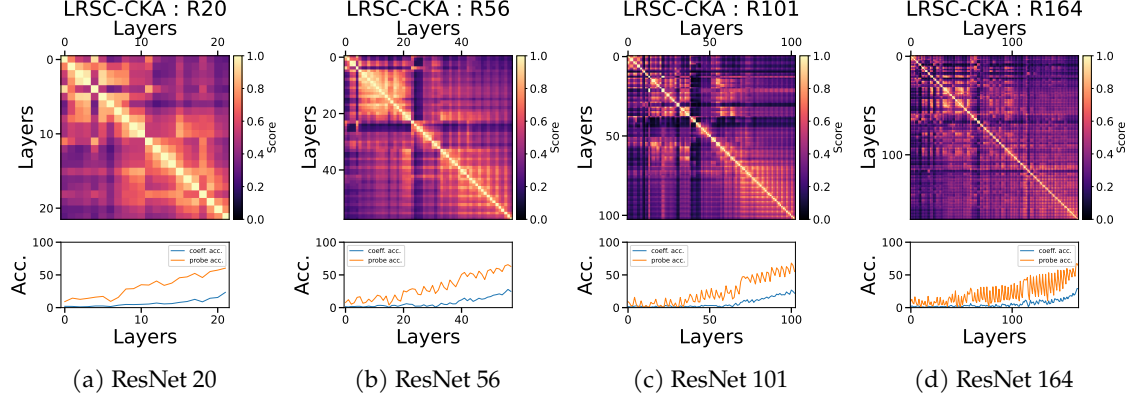 LRSC-CKA : R20
Layers
0 10 20
0
10
20
Layers
1.0
0.8
0.6
0.4
0.2
0.0
Score
100
50
0
Acc.
coeff. acc.
probe acc.
0 10 20
Layers
(a) ResNet 20
LRSC-CKA : R56
Layers
0 20 40
0
20
40
Layers
1.0
0.8
0.6
0.4
0.2
0.0
Score
100
50
0
Acc.
coeff. acc.
probe acc.
0 20 40
Layers
(b) ResNet 56
LRSC-CKA : R101
Layers
0 50 100
0
50
100
Layers
1.0
0.8
0.6
0.4
0.2
0.0
Score
100
50
0
Acc.
coeff. acc.
probe acc.
0 50 100
Layers
(c) ResNet 101
LRSC-CKA : R164
Layers
0 100
0
100
Layers
1.0
0.8
0.6
0.4
0.2
0.0
Score
100
50
0
Acc.
coeff. acc.
probe acc.
0 100
Layers
(d) ResNet 164